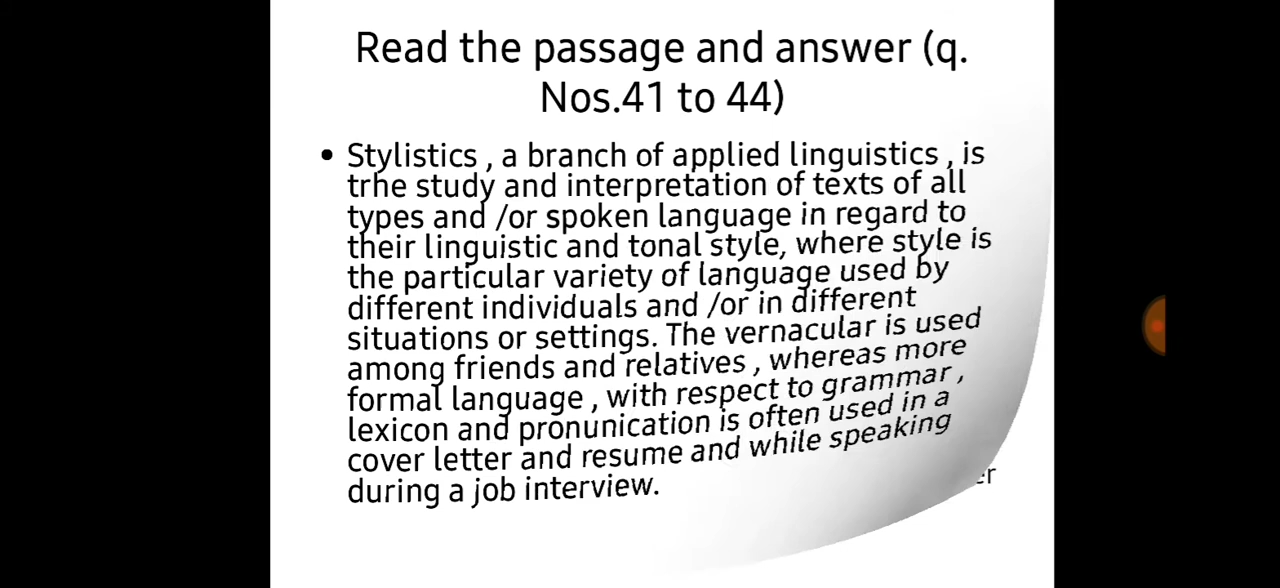 Read the passage and answer (q.
Nos.41 to 44)
• Stylistics , a branch of applied linguistics , is
trhe study and interpretation of texts of all
types and /or spoken language in regard to
their linguistic and tonal style, where style is
the particular variety of language used by
different individuals and /or in different
situations or settings. The vernacular is used
among friends and relatives , whereas more
formal language , with respect to grammar ,
lexicon and pronunication is often used in a
cover letter and resume and while speaking
during a job interview.